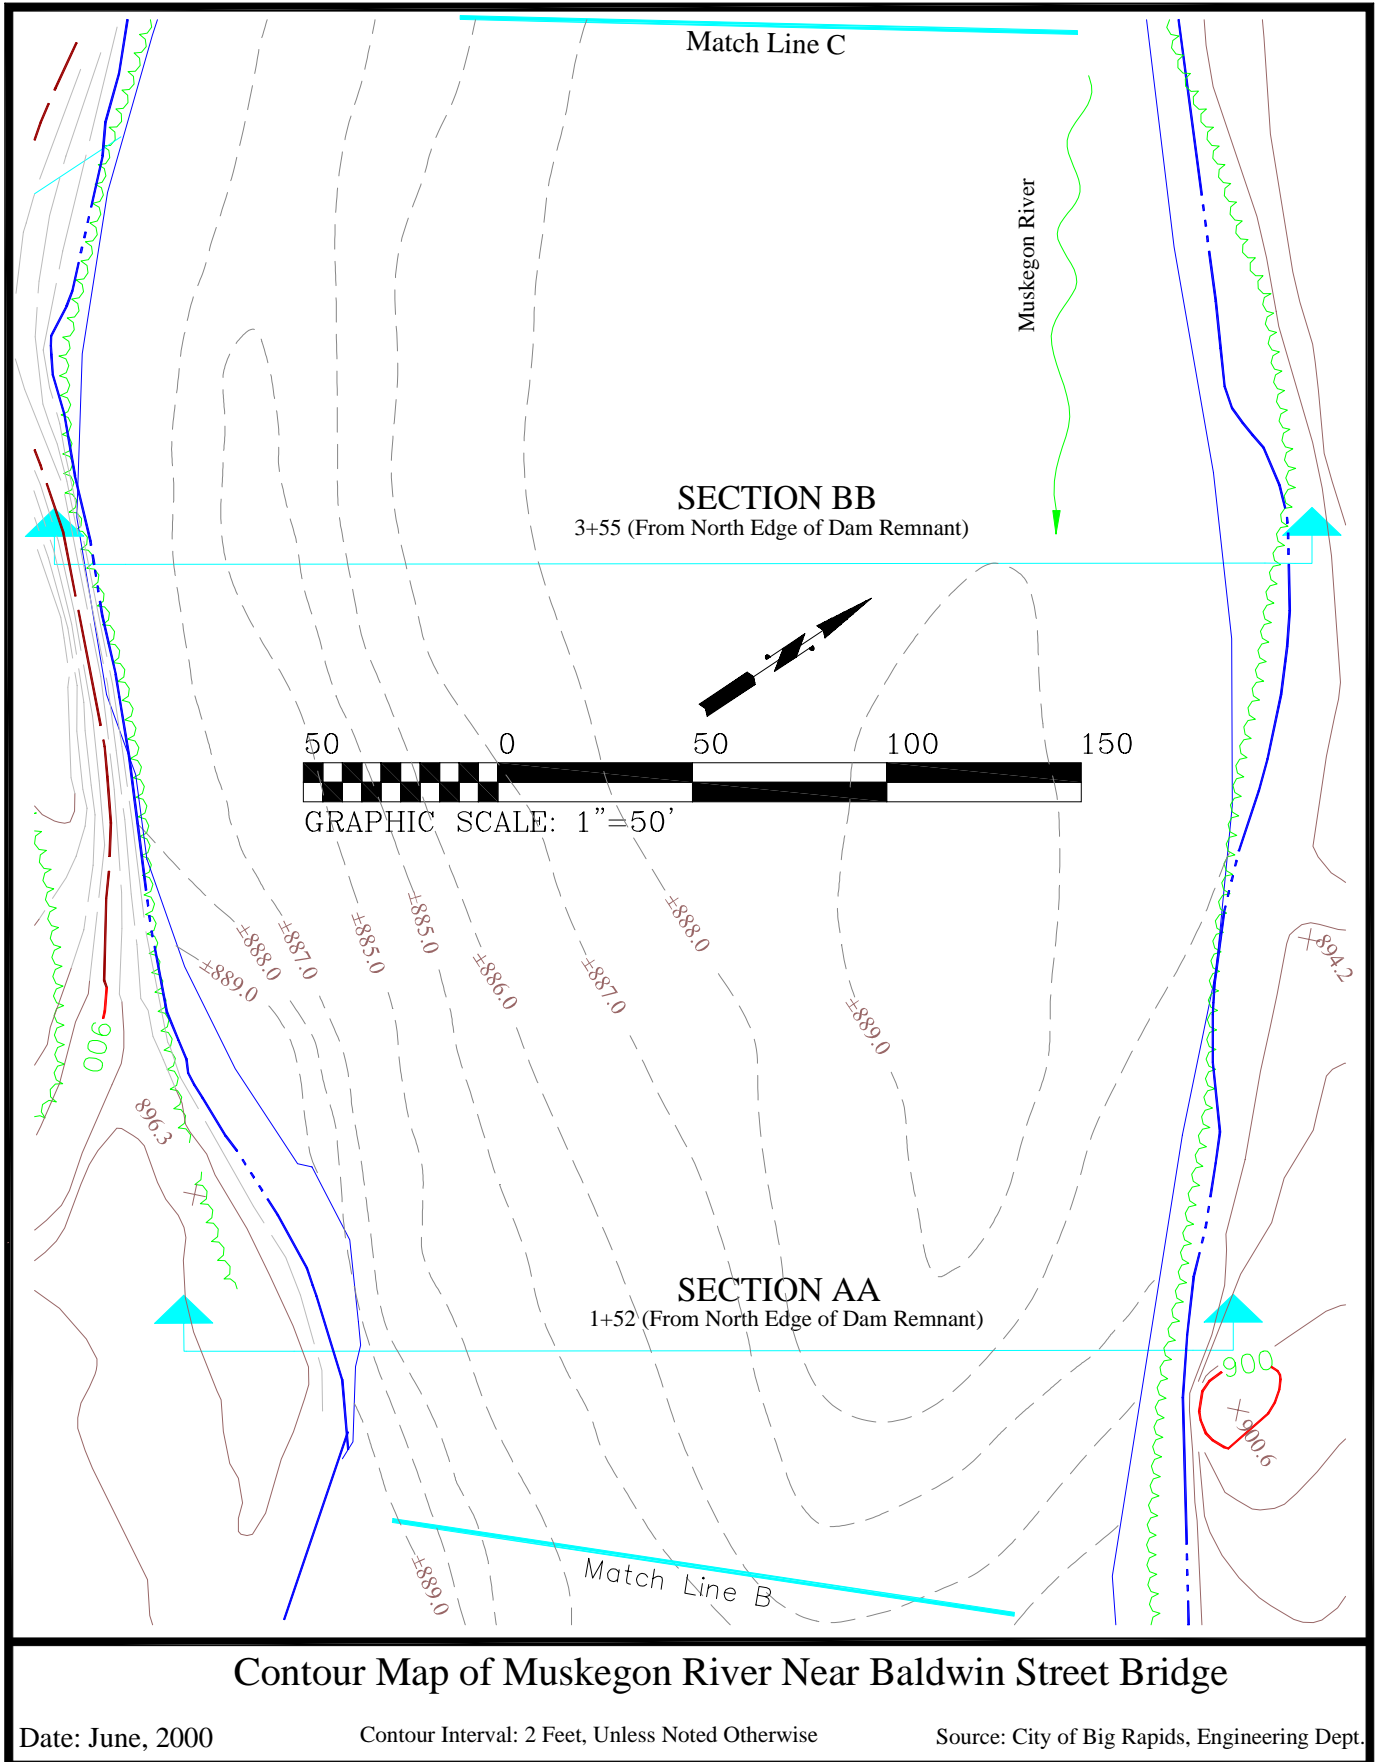 Match Line C
Muskegon River
SECTION BB
3+55 (From North Edge of Dam Remnant)
50 0 50 100 150
GRAPHIC SCALE: 1"=50'
±889.0
±888.0
±887.0
±885.0
±885.0
±886.0
±887.0
±888.0
±889.0
894.2
900
896.3
SECTION AA
1+52 (From North Edge of Dam Remnant)
900
900.6
±889.0
Match Line B
Contour Map of Muskegon River Near Baldwin Street Bridge
Date: June, 2000
Contour Interval: 2 Feet, Unless Noted Otherwise
Source: City of Big Rapids, Engineering Dept.